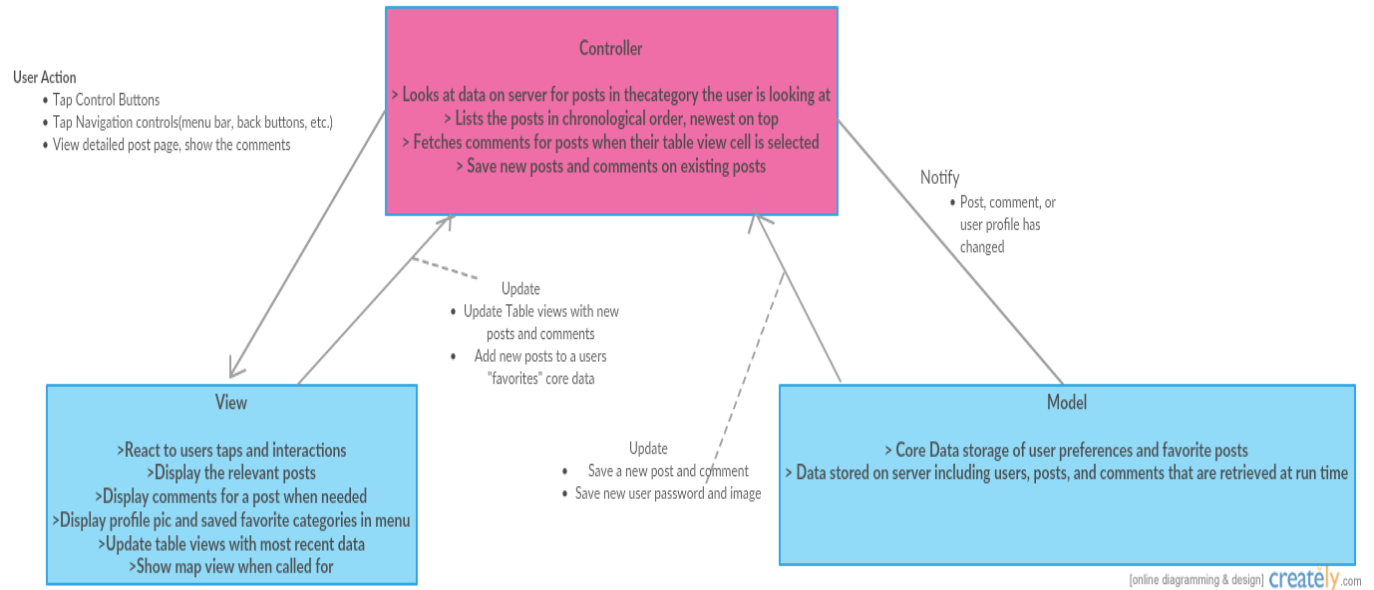 Controller
> Looks at data on server for posts in thecategory the user is looking at
> Lists the posts in chronological order, newest on top
> Fetches comments for posts when their table view cell is selected
> Save new posts and comments on existing posts
User Action
• Tap Control Buttons
• Tap Navigation controls(menu bar, back buttons, etc.)
• View detailed post page, show the comments
Notify
• Post, comment, or
user profile has
changed
Update
• Update Table views with new
posts and comments
• Add new posts to a users
"favorites" core data
Update
• Save a new post and comment
• Save new user password and image
View
>React to users taps and interactions
>Display the relevant posts
>Display comments for a post when needed
>Display profile pic and saved favorite categories in menu
>Update table views with most recent data
>Show map view when called for
Model
> Core Data storage of user preferences and favorite posts
> Data stored on server including users, posts, and comments that are retrieved at run time
[online diagramming & design] creately.com